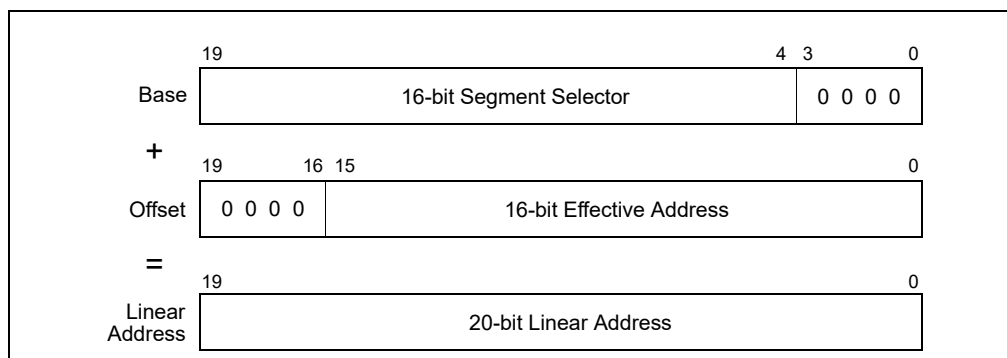 19 4 3 0
Base 16-bit Segment Selector 0 0 0 0
+
19 16 15 0
Offset 0 0 0 0 16-bit Effective Address
=
19 0
Linear
Address 20-bit Linear Address